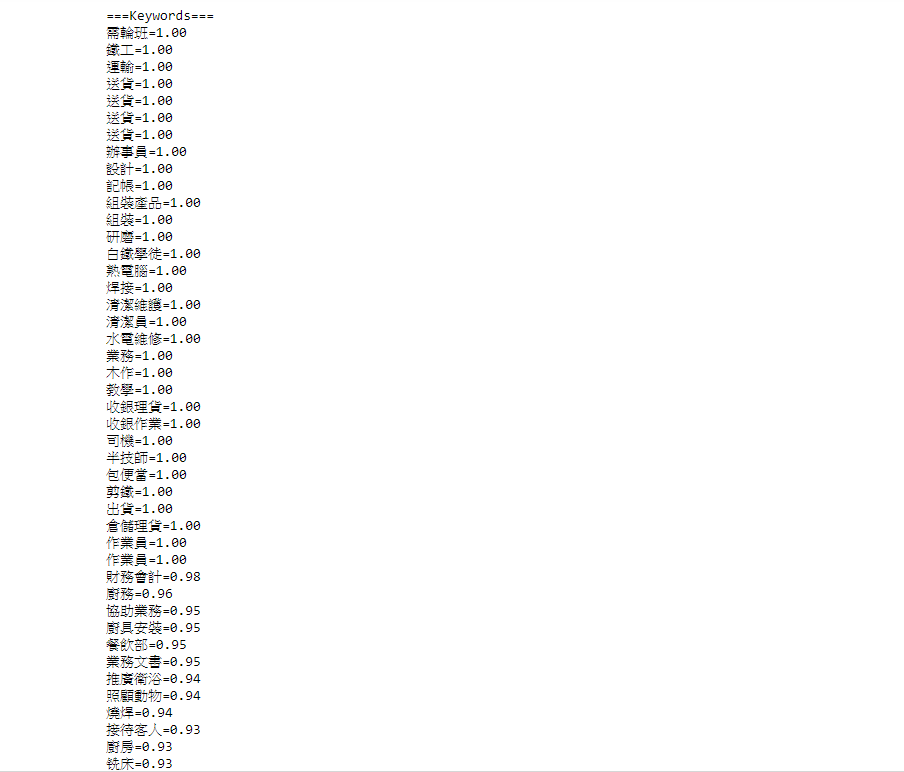 ===Keywords===
需輪班=1.00
鐵工=1.00
運輸=1.00
送貨=1.00
送貨=1.00
送貨=1.00
送貨=1.00
辦事員=1.00
設計=1.00
記帳=1.00
組裝產品=1.00
組裝=1.00
研磨=1.00
白鐵學徒=1.00
熟電腦=1.00
焊接=1.00
清潔維護=1.00
清潔員=1.00
水電維修=1.00
業務=1.00
木作=1.00
教學=1.00
收銀理貨=1.00
收銀作業=1.00
司機=1.00
半技師=1.00
包便當=1.00
剪鐵=1.00
出貨=1.00
倉儲理貨=1.00
作業員=1.00
作業員=1.00
財務會計=0.98
廚務=0.96
協助業務=0.95
廚具安裝=0.95
餐飲部=0.95
業務文書=0.95
推廣衛浴=0.94
照顧動物=0.94
燒焊=0.94
接待客人=0.93
廚房=0.93
銑床=0.93